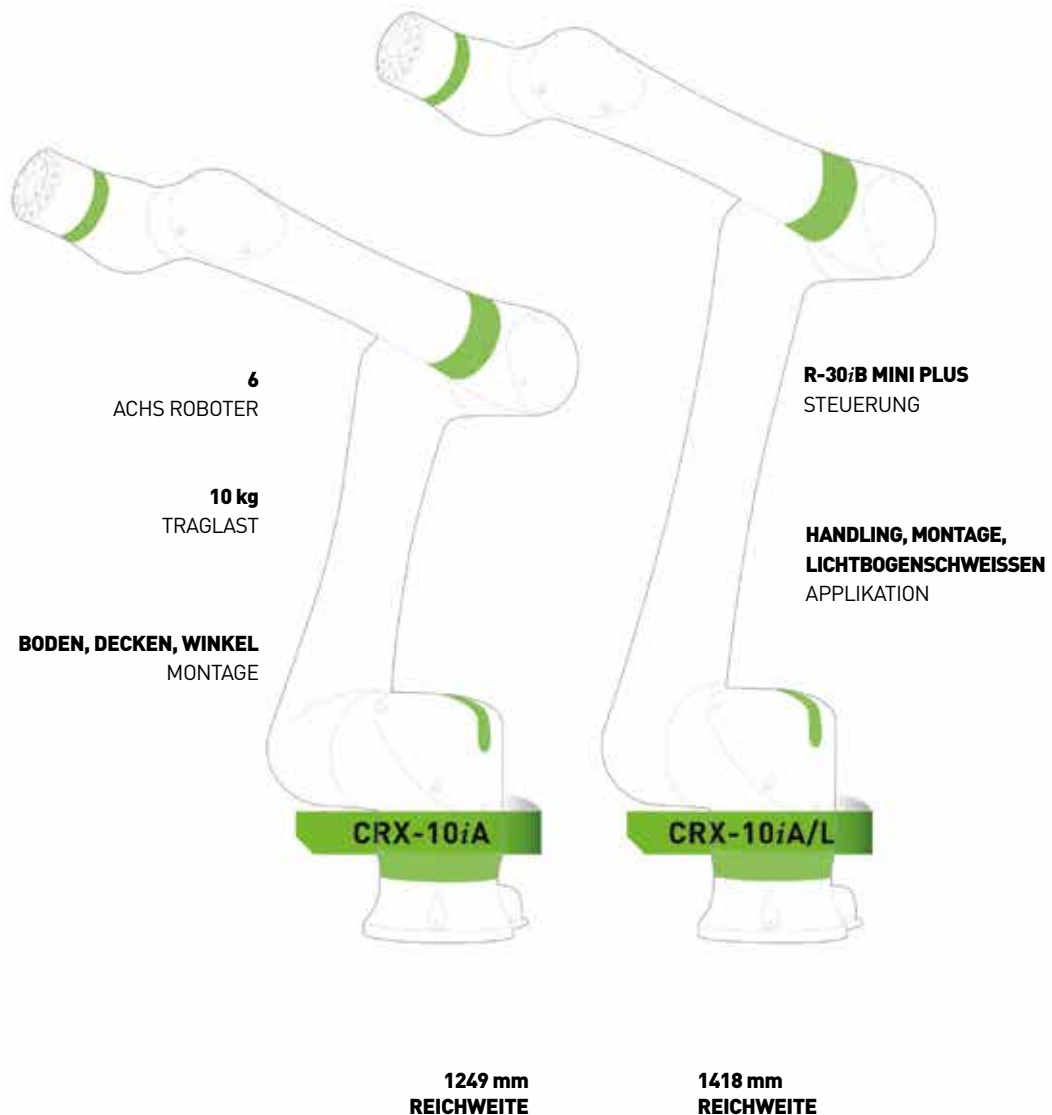 6
ACHS ROBOTER
10 kg
TRAGLAST
BODEN, DECKEN, WINKEL
MONTAGE
R-30iB MINI PLUS
STEUERUNG
HANDLING, MONTAGE,
LICHTBOGENSCHWEISSEN
APPLIKATION
CRX-10iA
CRX-10iA/L
1249 mm
REICHWEITE
1418 mm
REICHWEITE